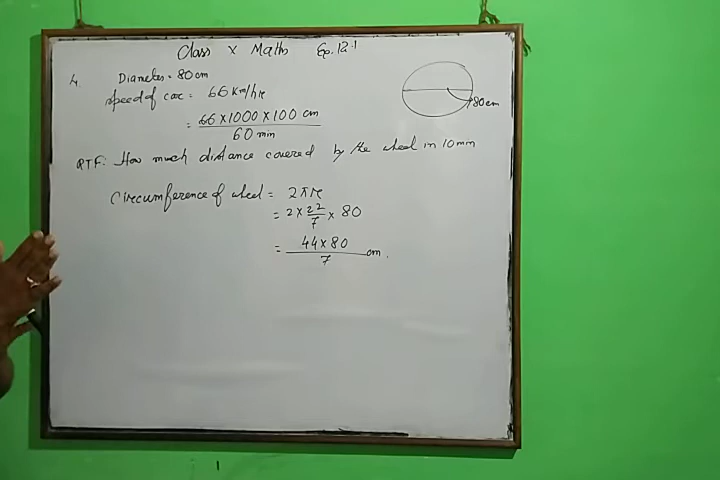 Class X Maths Ex. 12.1
4. Diameter = 80 cm
80 cm
speed of car = 66 km/hr
= 66 x 1000 x 100 cm
60 min
RTF: How much distance covered by the wheel in 10 min
Circumference of wheel = 2πr
= 2 x 22/7 x 80
= 44 x 80
7 cm.